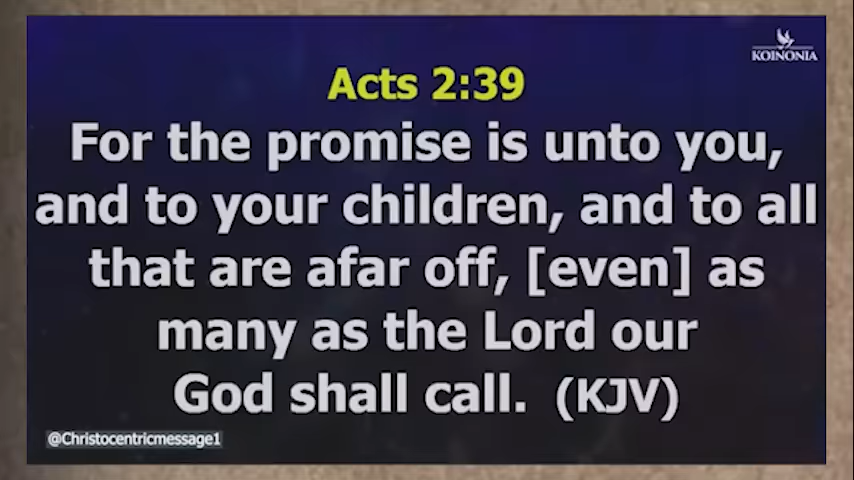 KOINONIA
Acts 2:39
For the promise is unto you,
and to your children, and to all
that are afar off, [even] as
many as the Lord our
God shall call. (KJV)
@Christocentricmessage1